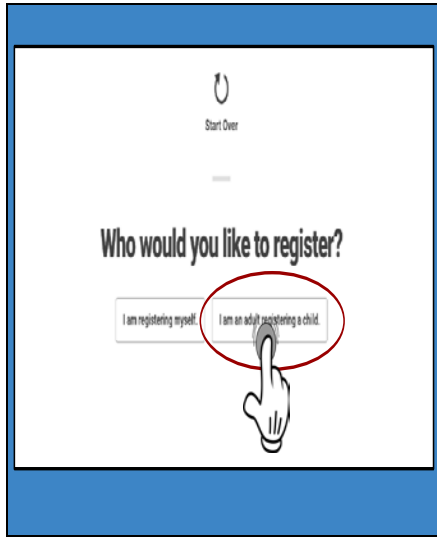 Start Over
Who would you like to register?
I am registering myself. I am an adult registering a child.